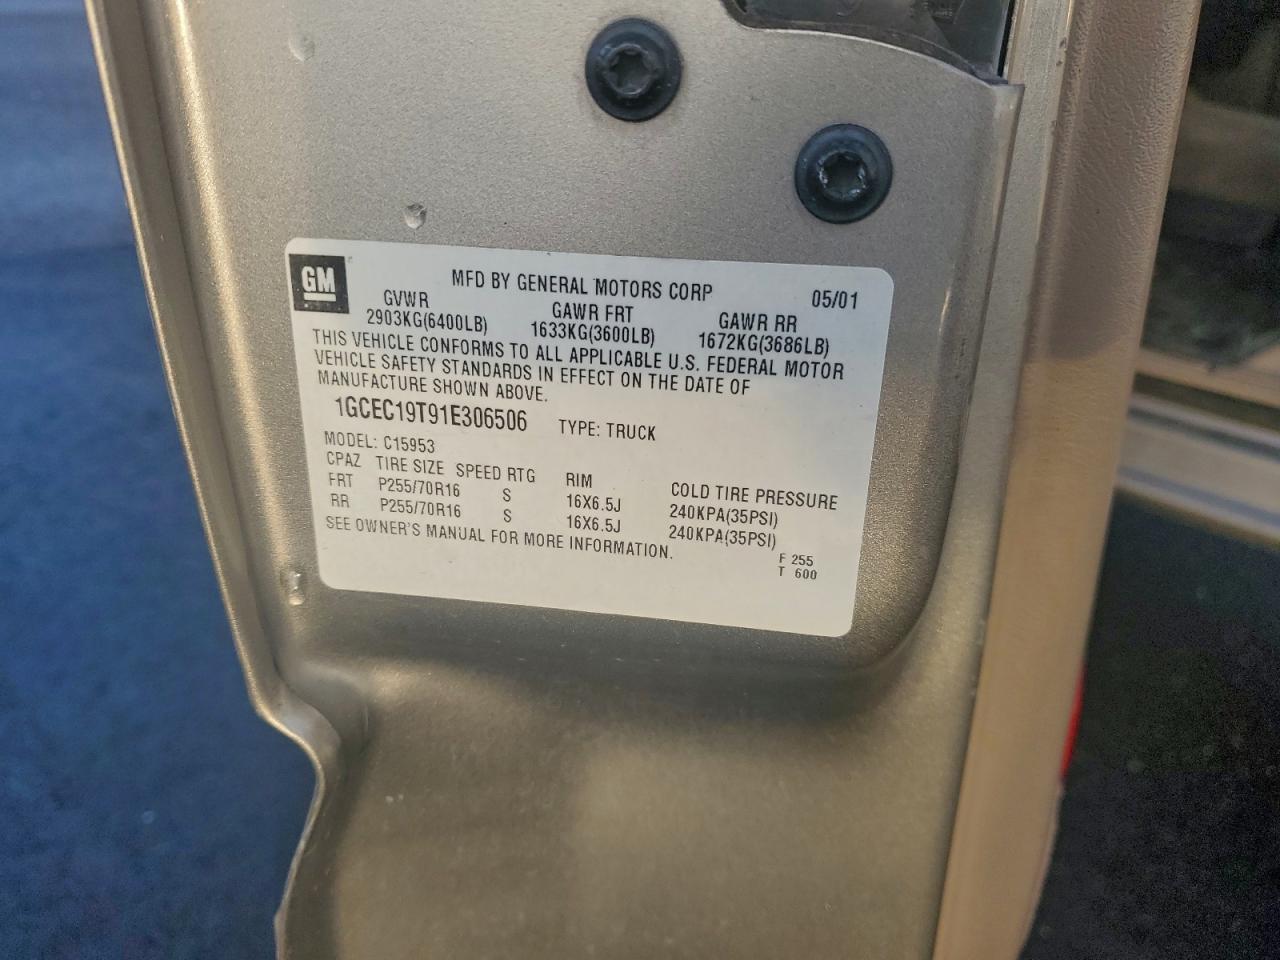 GM
MFD BY GENERAL MOTORS CORP 05/01
GVWR GAWR FRT GAWR RR
2903KG(6400LB) 1633KG(3600LB) 1672KG(3686LB)
THIS VEHICLE CONFORMS TO ALL APPLICABLE U.S. FEDERAL MOTOR
VEHICLE SAFETY STANDARDS IN EFFECT ON THE DATE OF
MANUFACTURE SHOWN ABOVE.
1GCEC19T91E306506 TYPE: TRUCK
MODEL: C15953
CPAZ TIRE SIZE SPEED RTG RIM COLD TIRE PRESSURE
FRT P255/70R16 S 16X6.5J 240KPA(35PSI)
RR P255/70R16 S 16X6.5J 240KPA(35PSI)
SEE OWNER'S MANUAL FOR MORE INFORMATION.
F 255
T 600